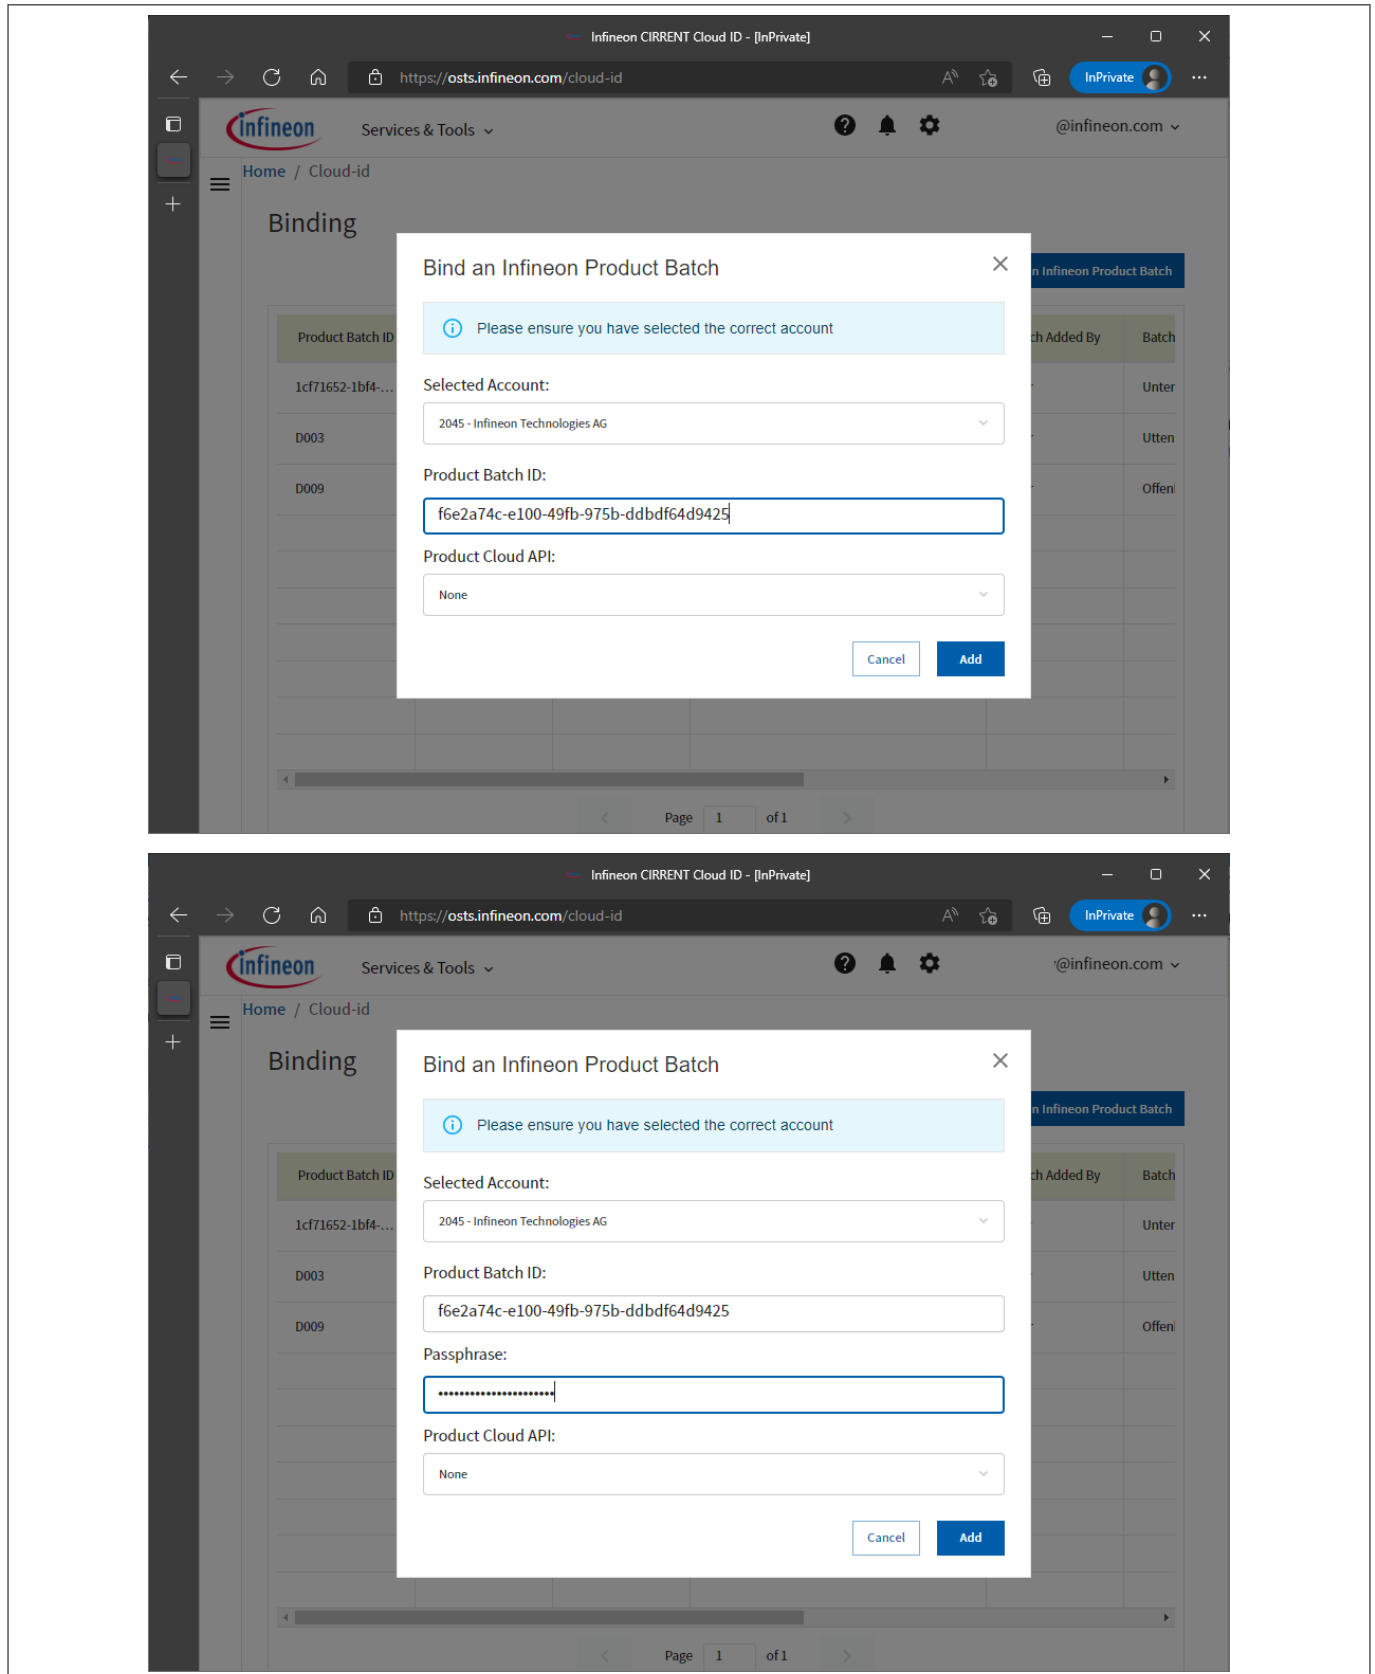 Infineon CIRRENT Cloud ID - [InPrivate]
https://osts.infineon.com/cloud-id
InPrivate
infineon
Services & Tools
@infineon.com
Home / Cloud-id
Binding
Bind an Infineon Product Batch
n Infineon Product Batch
Please ensure you have selected the correct account
Product Batch ID
ch Added By
Batch
Selected Account:
1cf71652-1bf4-...
Unter
2045 - Infineon Technologies AG
D003
Utten
Product Batch ID:
D009
Offenl
f6e2a74c-e100-49fb-975b-ddbdf64d9425
Product Cloud API:
None
Cancel
Add
Page 1 of 1
Infineon CIRRENT Cloud ID - [InPrivate]
https://osts.infineon.com/cloud-id
InPrivate
infineon
Services & Tools
@infineon.com
Home / Cloud-id
Binding
Bind an Infineon Product Batch
n Infineon Product Batch
Please ensure you have selected the correct account
Product Batch ID
ch Added By
Batch
Selected Account:
1cf71652-1bf4-...
Unter
2045 - Infineon Technologies AG
D003
Utten
Product Batch ID:
D009
Offenl
f6e2a74c-e100-49fb-975b-ddbdf64d9425
Passphrase:
••••••••••••••••••••••
Product Cloud API:
None
Cancel
Add
Page 1 of 1